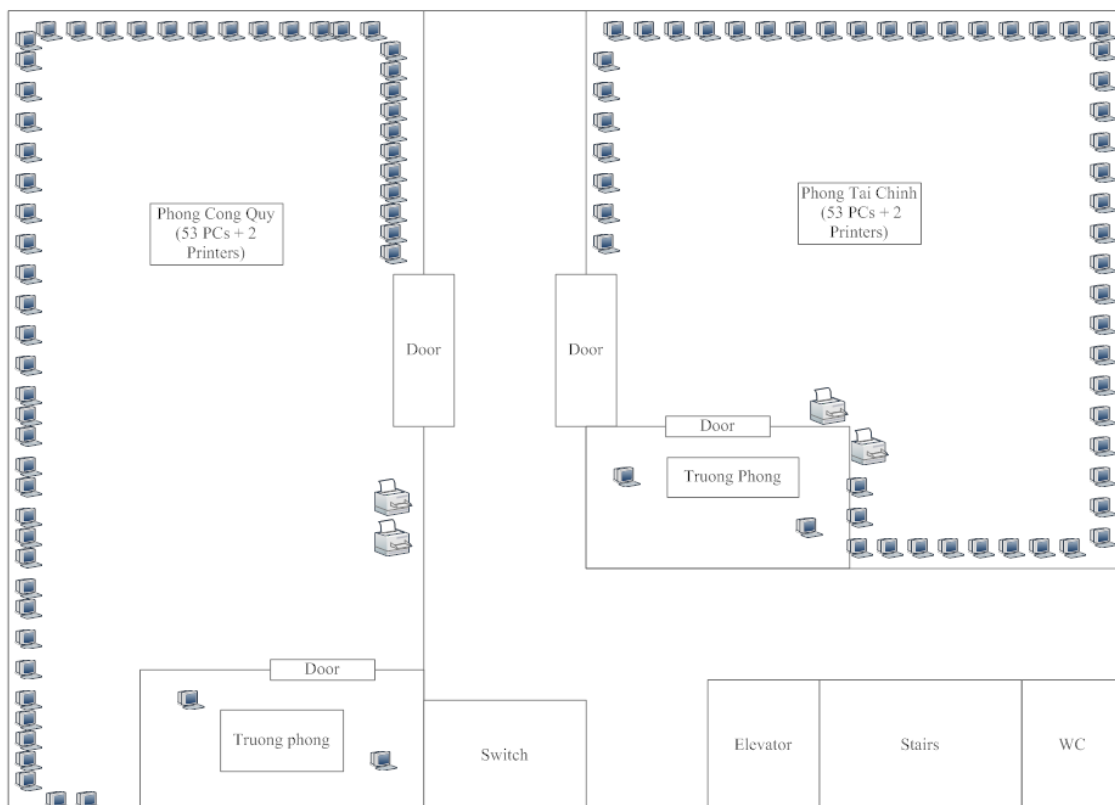 Phong Cong Quy
(53 PCs + 2
Printers)
Phong Tai Chinh
(53 PCs + 2
Printers)
Door
Door
Door
Truong Phong
Door
Truong phong
Switch
Elevator
Stairs
WC